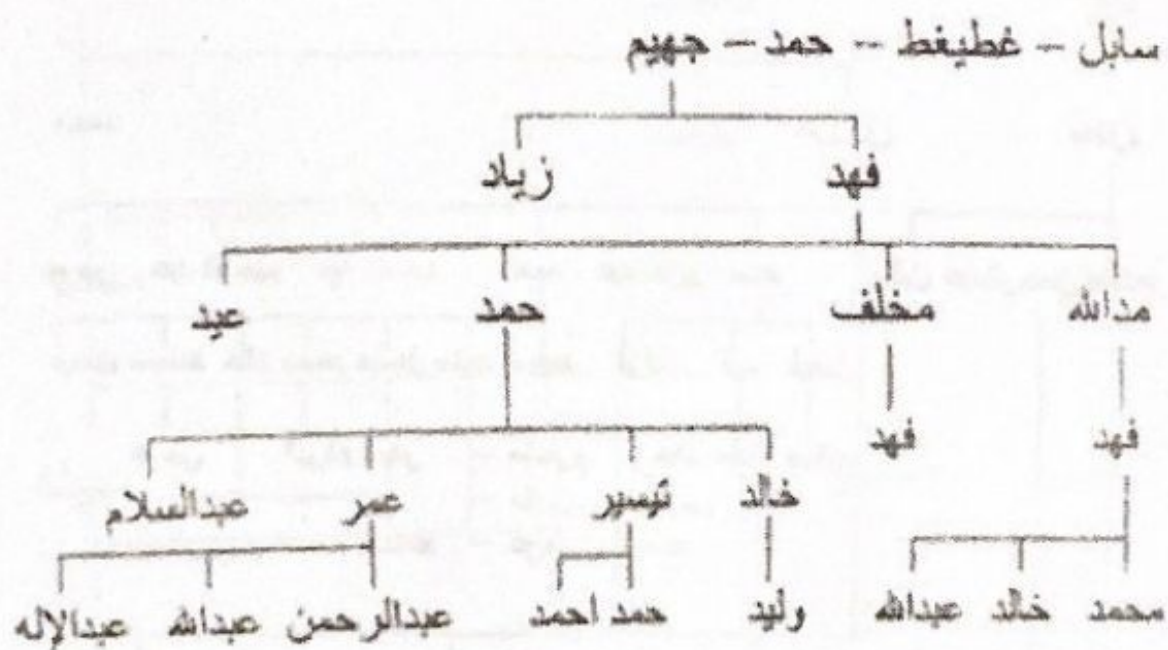 سابل – غطيغط – حمد – جهيم
فهد زياد
مدالله مخلف حمد عيد
فهد فهد
خالد تيسير عمر عبدالسلام
محمد خالد عبدالله وليد حمد احمد عبدالرحمن عبدالله عبدالإله